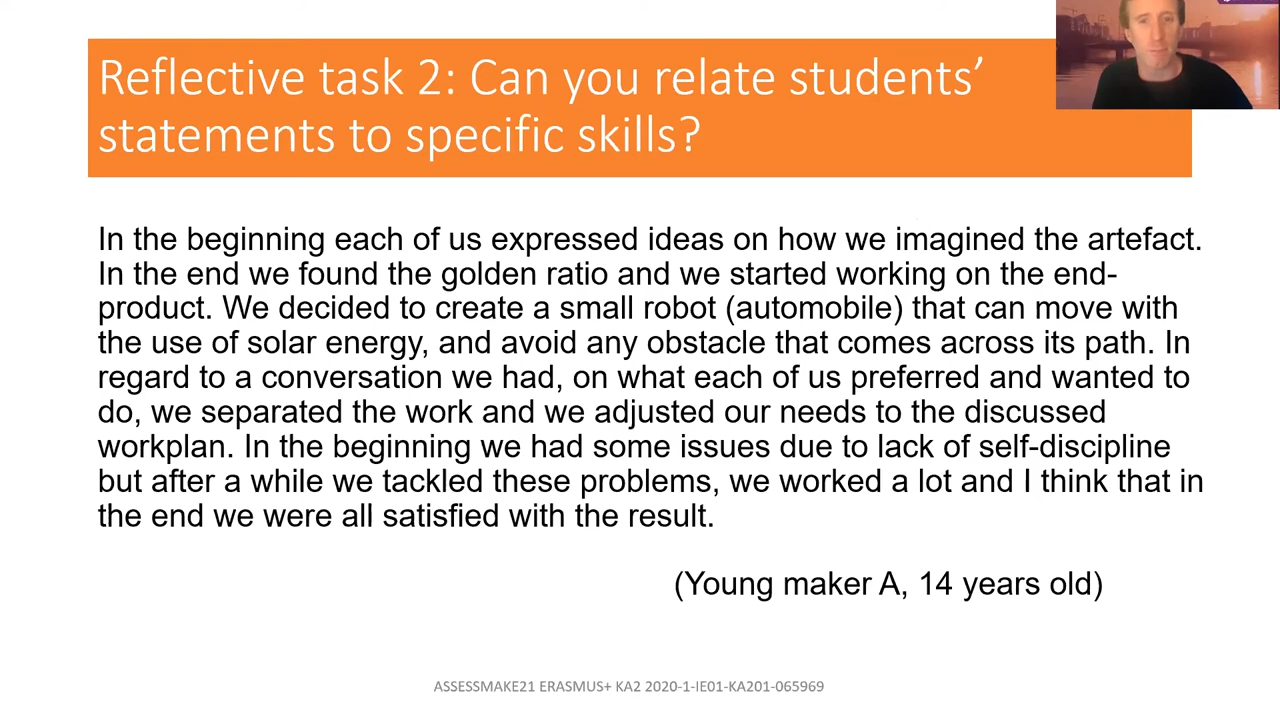 Reflective task 2: Can you relate students’
statements to specific skills?
In the beginning each of us expressed ideas on how we imagined the artefact.
In the end we found the golden ratio and we started working on the end-
product. We decided to create a small robot (automobile) that can move with
the use of solar energy, and avoid any obstacle that comes across its path. In
regard to a conversation we had, on what each of us preferred and wanted to
do, we separated the work and we adjusted our needs to the discussed
workplan. In the beginning we had some issues due to lack of self-discipline
but after a while we tackled these problems, we worked a lot and I think that in
the end we were all satisfied with the result.
(Young maker A, 14 years old)
ASSESSMAKE21 ERASMUS+ KA2 2020-1-IE01-KA201-065969